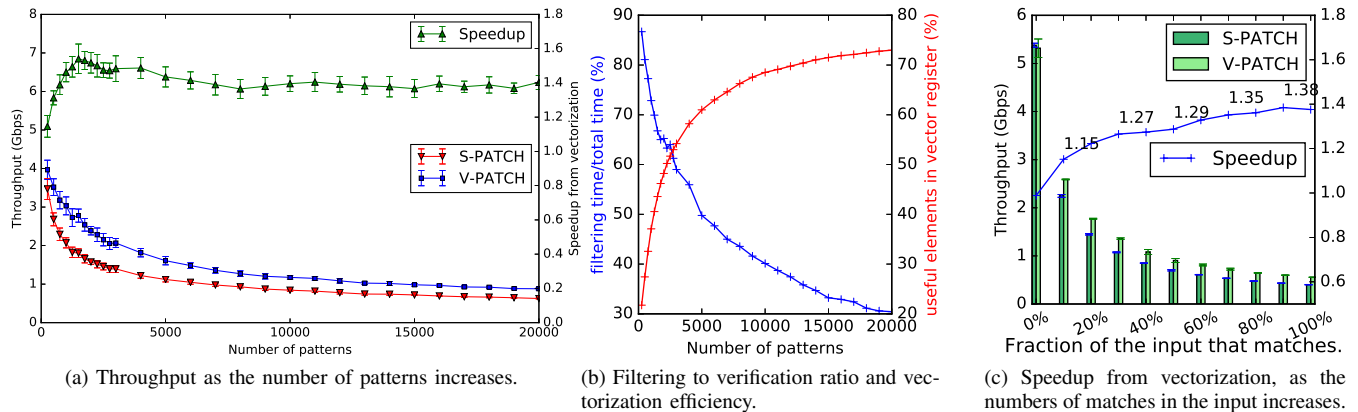 8
7
6
5
4
3
2
1
0
Throughput (Gbps)
1.8
1.6
1.4
1.2
1.0
0.8
0.6
0.4
0.2
0.0
Speedup from vectorization
Speedup
S-PATCH
V-PATCH
0 5000 10000 15000 20000
Number of patterns
(a) Throughput as the number of patterns increases.
90
80
70
60
50
40
30
filtering time/total time (%)
80
70
60
50
40
30
20
useful elements in vector register (%)
0 5000 10000 15000 20000
Number of patterns
(b) Filtering to verification ratio and vec-
torization efficiency.
6
5
4
3
2
1
0
Throughput (Gbps)
1.8
1.6
1.4
1.2
1.0
0.8
0.6
S-PATCH
V-PATCH
Speedup
1.15
1.27
1.29
1.35
1.38
0% 20% 40% 60% 80% 100%
Fraction of the input that matches.
(c) Speedup from vectorization, as the
numbers of matches in the input increases.